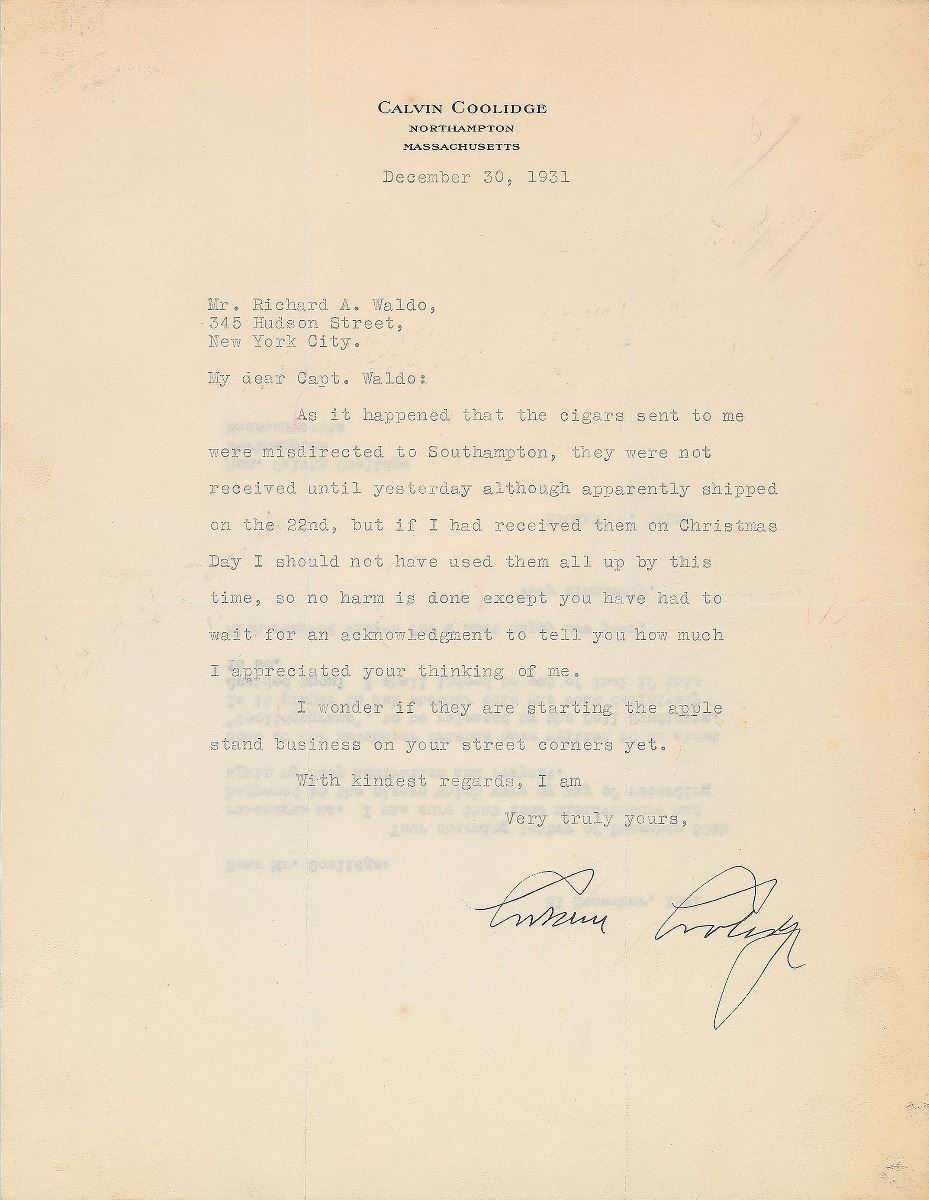 CALVIN COOLIDGE
NORTHAMPTON
MASSACHUSETTS
December 30, 1931
Mr. Richard A. Waldo,
345 Hudson Street,
New York City.
My dear Capt. Waldo:
As it happened that the cigars sent to me
were misdirected to Southampton, they were not
received until yesterday although apparently shipped
on the 22nd, but if I had received them on Christmas
Day I should not have used them all up by this
time, so no harm is done except you have had to
wait for an acknowledgment to tell you how much
I appreciated your thinking of me.
I wonder if they are starting the apple
stand business on your street corners yet.
With kindest regards, I am
Very truly yours,
Calvin Coolidge